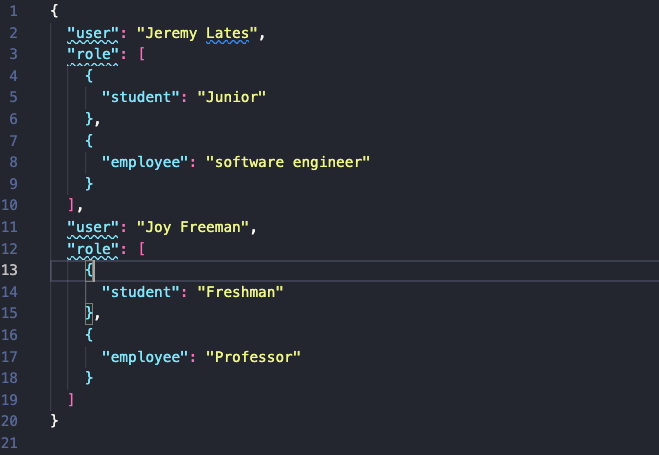 1 {
2 "user": "Jeremy Lates",
3 "role": [
4 {
5 "student": "Junior"
6 },
7 {
8 "employee": "software engineer"
9 }
10 ],
11 "user": "Joy Freeman",
12 "role": [
13 {
14 "student": "Freshman"
15 },
16 {
17 "employee": "Professor"
18 }
19 ]
20 }
21